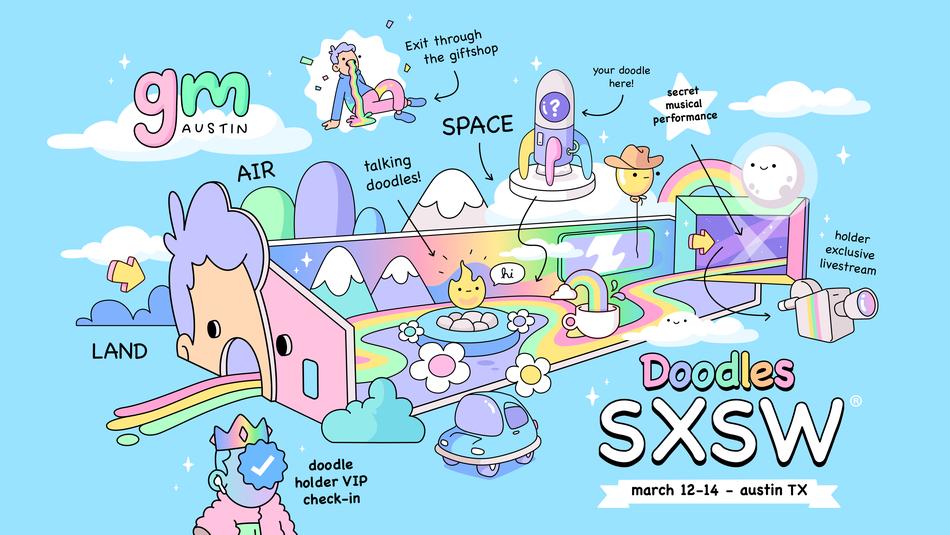 gm
AUSTIN
Exit through
the giftshop
your doodle
here!
secret
musical
performance
SPACE
?
AIR
talking
doodles!
hi
holder
exclusive
livestream
LAND
Doodles
SXSW®
march 12-14 - austin TX
doodle
holder VIP
check-in